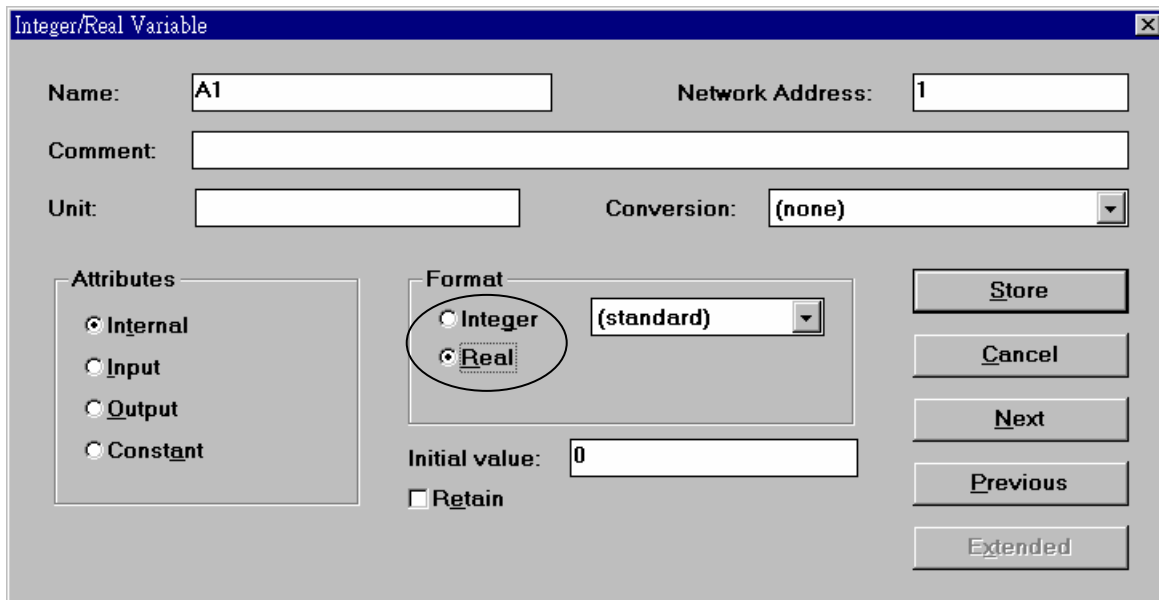 Integer/Real Variable
Name: A1 Network Address: 1
Comment:
Unit: Conversion: (none)
Attributes Format
Internal Integer (standard) Store
Input Real Cancel
Output Next
Constant Initial value: 0
Retain Previous
Extended